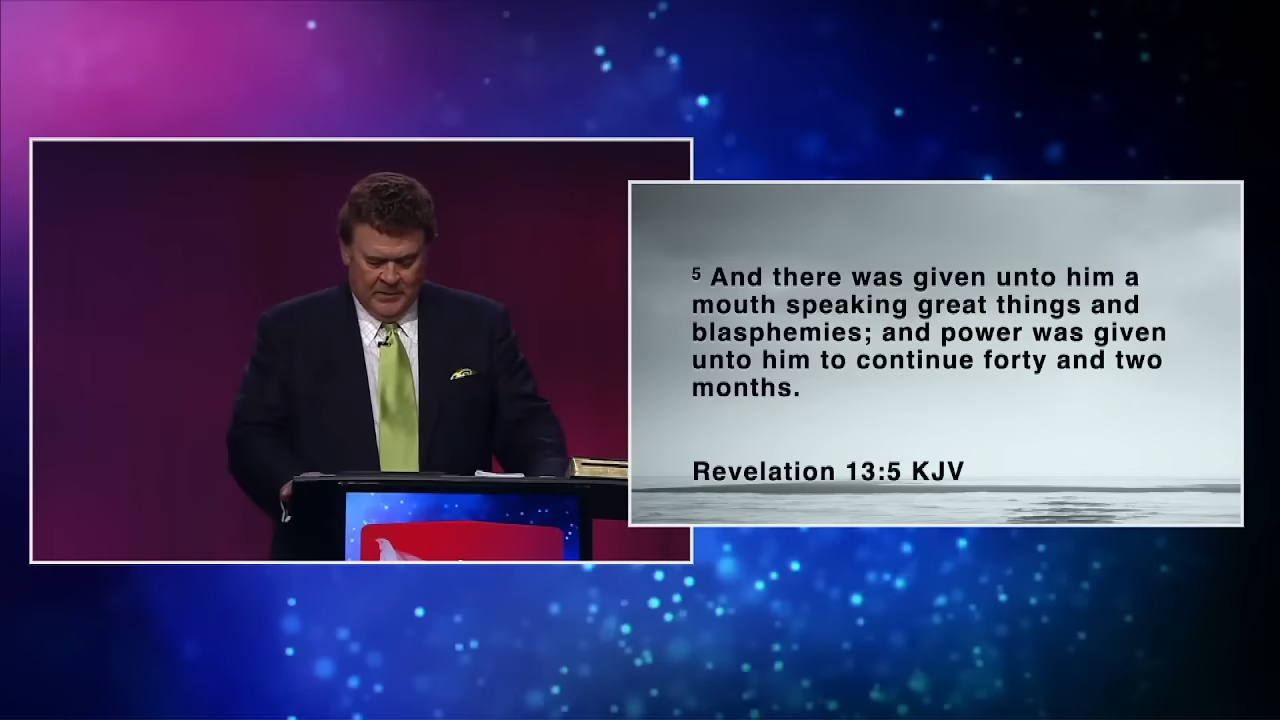 5 And there was given unto him a
mouth speaking great things and
blasphemies; and power was given
unto him to continue forty and two
months.
Revelation 13:5 KJV